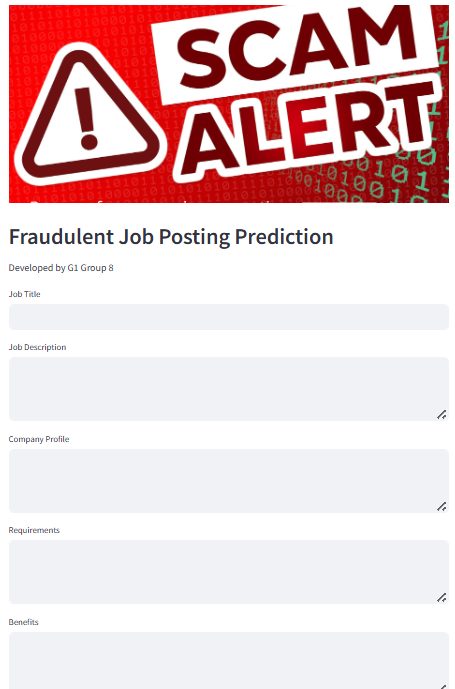 SCAM
ALERT
Fraudulent Job Posting Prediction
Developed by G1 Group 8
Job Title
Job Description
Company Profile
Requirements
Benefits